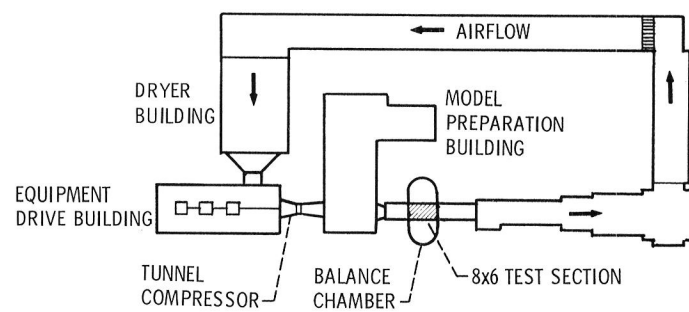 AIRFLOW
DRYER
BUILDING
MODEL
PREPARATION
BUILDING
EQUIPMENT
DRIVE BUILDING
TUNNEL
COMPRESSOR
BALANCE
CHAMBER
8x6 TEST SECTION